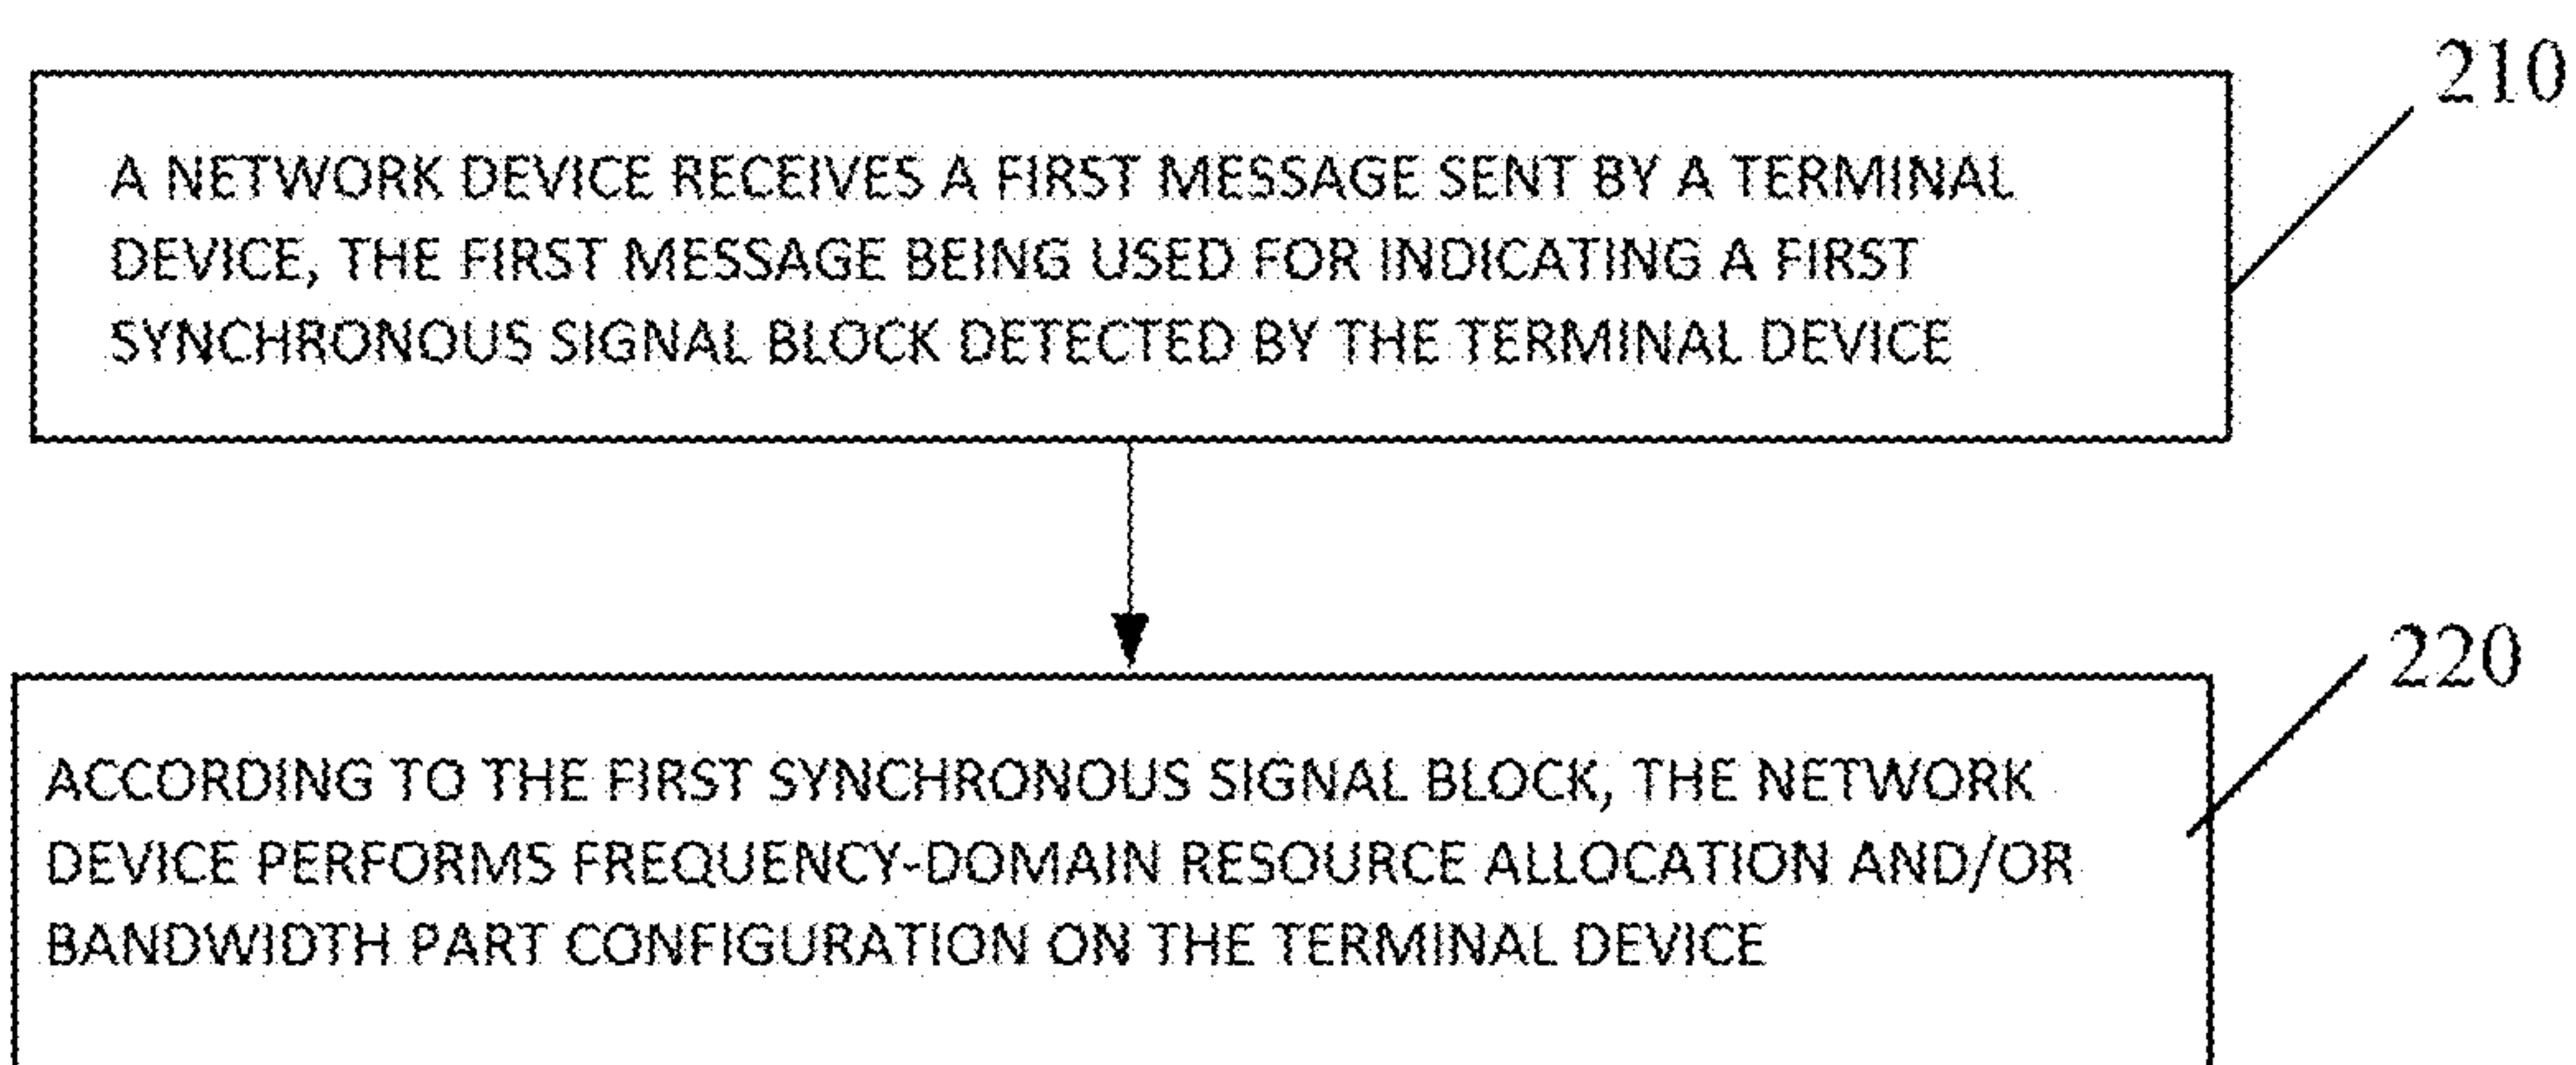 210
A NETWORK DEVICE RECEIVES A FIRST MESSAGE SENT BY A TERMINAL
DEVICE, THE FIRST MESSAGE BEING USED FOR INDICATING A FIRST
SYNCHRONOUS SIGNAL BLOCK DETECTED BY THE TERMINAL DEVICE
220
ACCORDING TO THE FIRST SYNCHRONOUS SIGNAL BLOCK, THE NETWORK
DEVICE PERFORMS FREQUENCY-DOMAIN RESOURCE ALLOCATION AND/OR
BANDWIDTH PART CONFIGURATION ON THE TERMINAL DEVICE